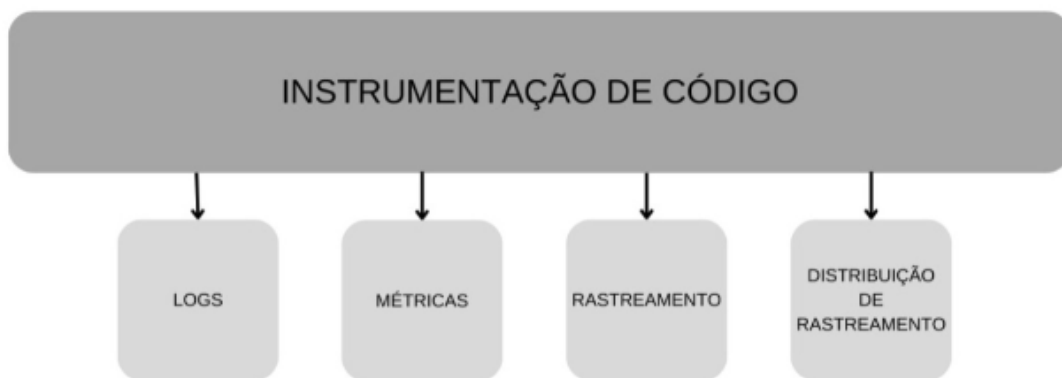 INSTRUMENTAÇÃO DE CÓDIGO
LOGS
MÉTRICAS
RASTREAMENTO
DISTRIBUIÇÃO
DE
RASTREAMENTO